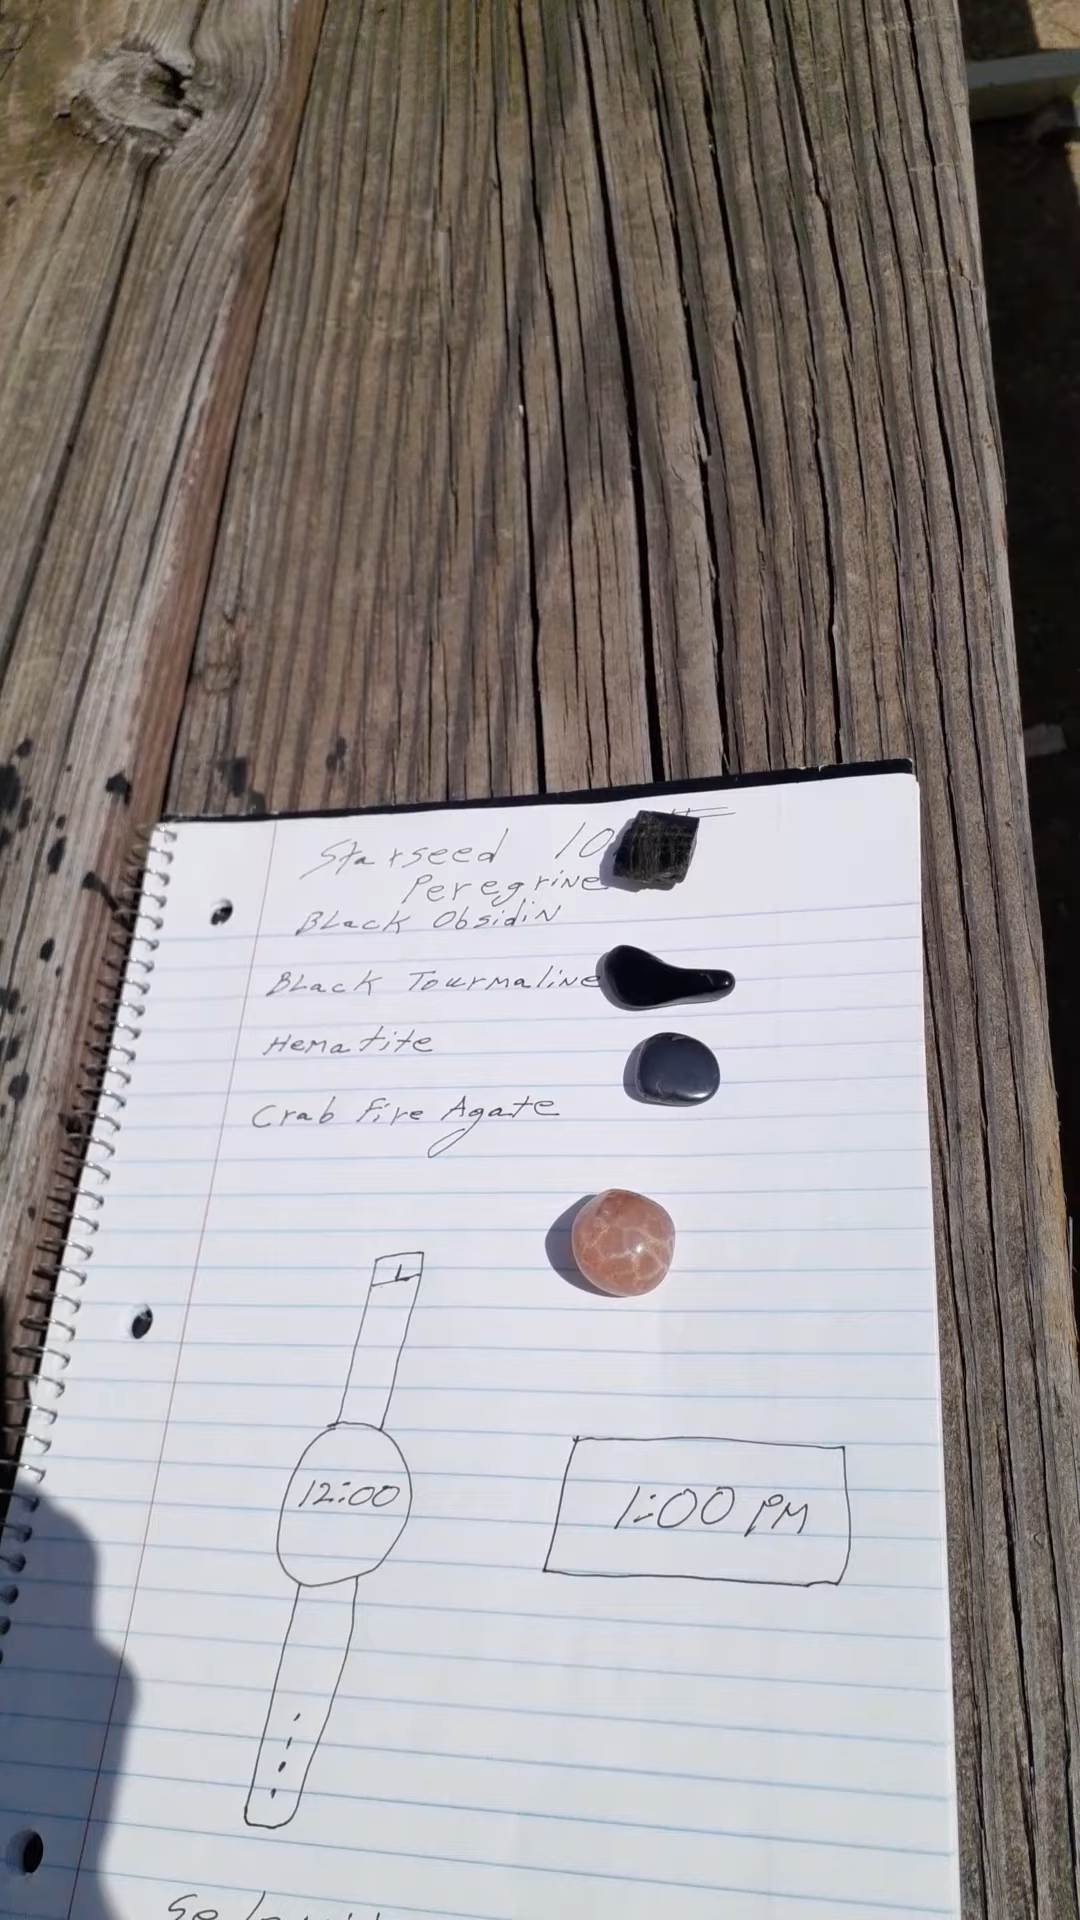 Starseed 10
Peregrine
Black Obsidin
Black Tourmaline
Hematite
Crab Fire Agate
12:00
1:00 PM